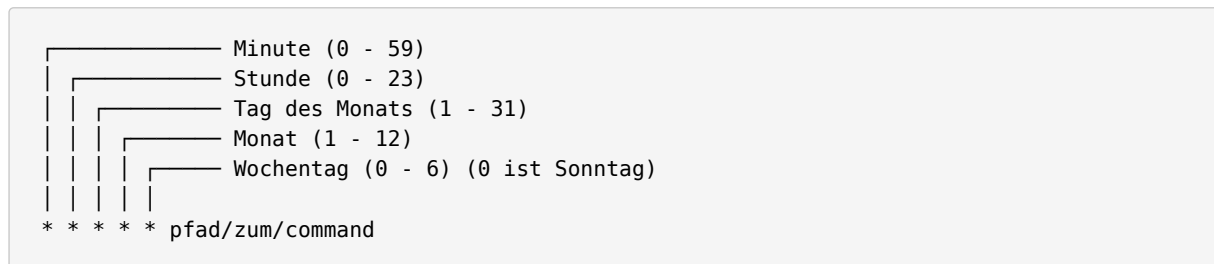 Minute (0 - 59)
Stunde (0 - 23)
Tag des Monats (1 - 31)
Monat (1 - 12)
Wochentag (0 - 6) (0 ist Sonntag)
* * * * * pfad/zum/command